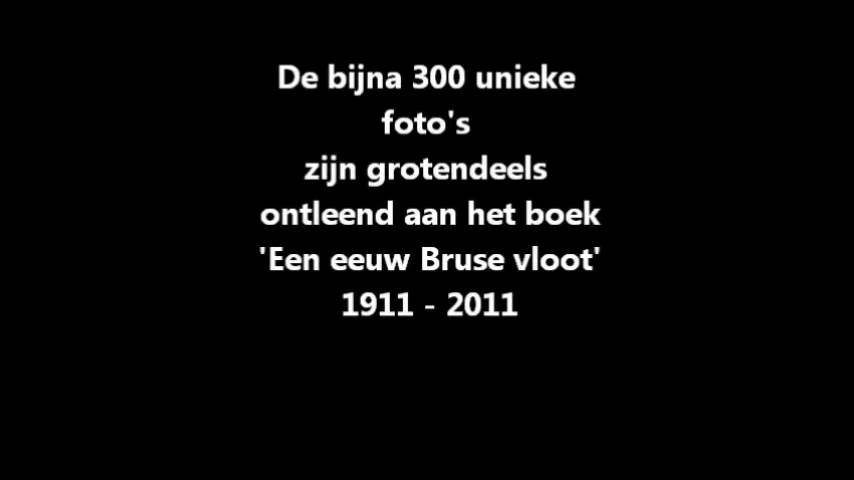 De bijna 300 unieke
foto's
zijn grotendeels
ontleend aan het boek
'Een eeuw Bruse vloot'
1911 - 2011